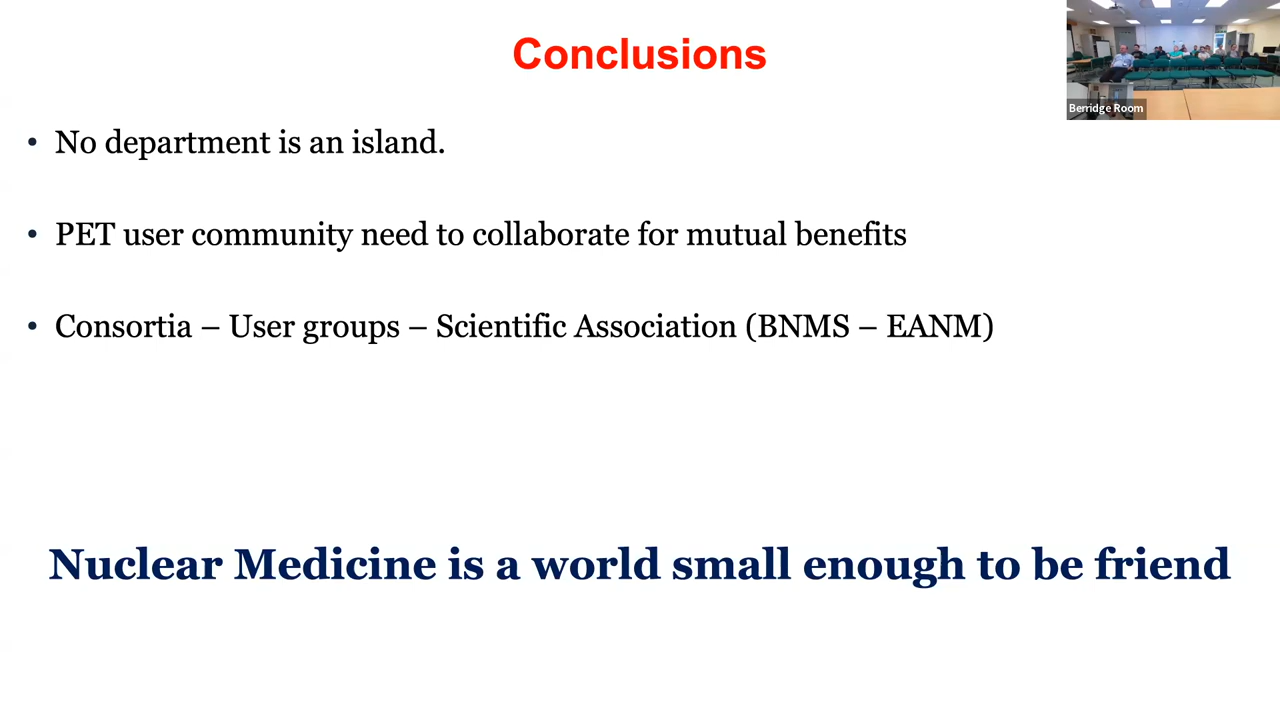 Conclusions
Berridge Room
• No department is an island.
• PET user community need to collaborate for mutual benefits
• Consortia – User groups – Scientific Association (BNMS – EANM)
Nuclear Medicine is a world small enough to be friend